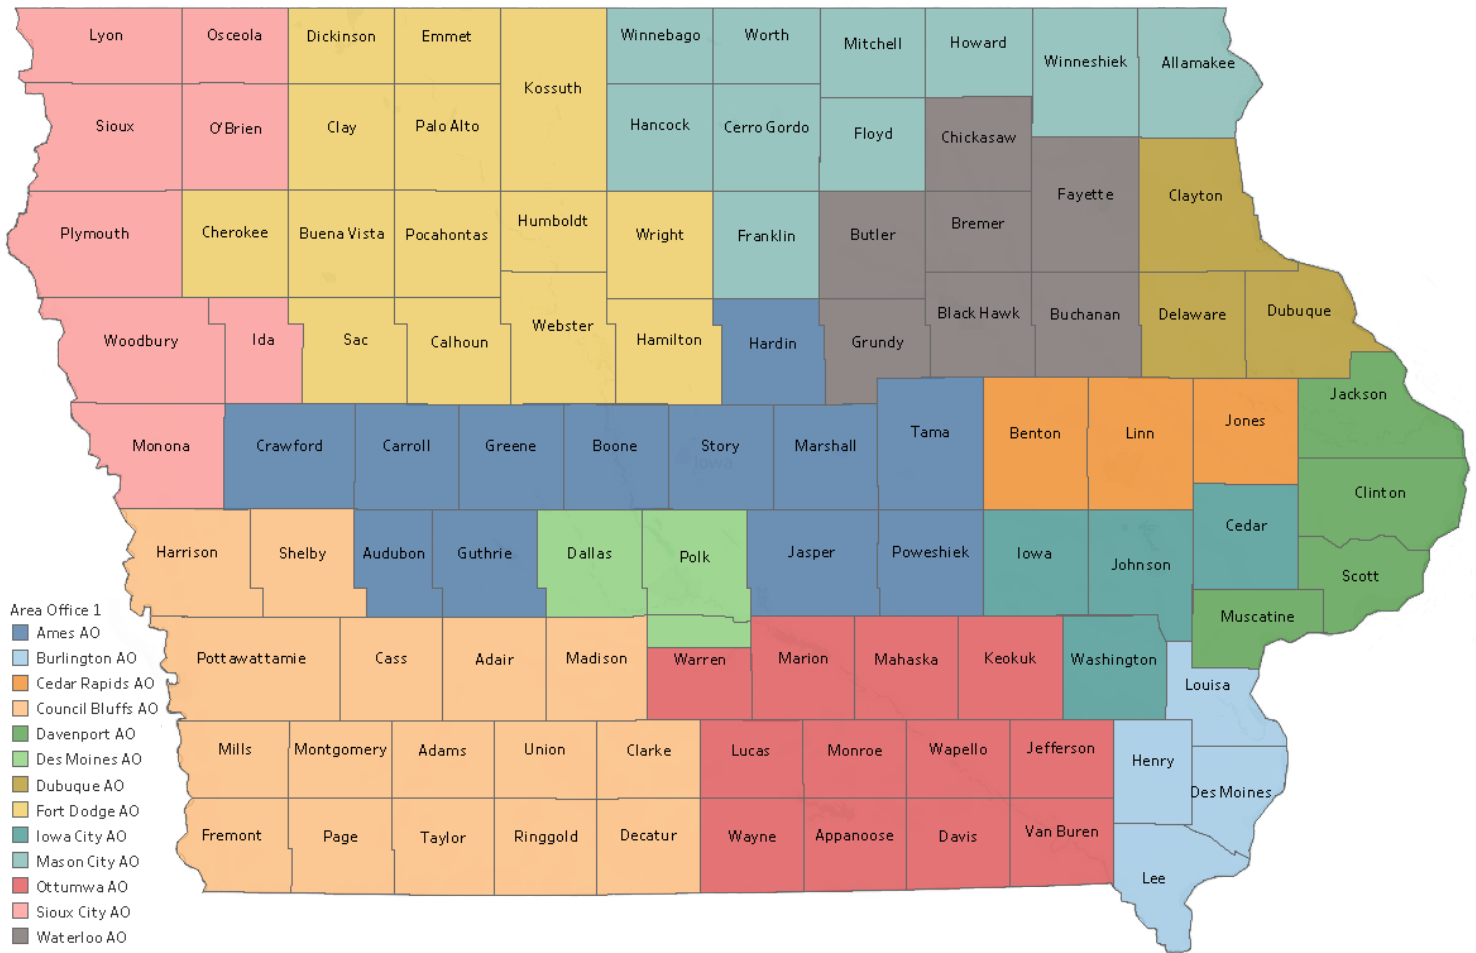 Lyon
Osceola
Dickinson
Emmet
Kossuth
Winnebago
Worth
Mitchell
Howard
Winneshiek
Allamakee
Sioux
O'Brien
Clay
Palo Alto
Hancock
Cerro Gordo
Floyd
Chickasaw
Fayette
Clayton
Plymouth
Cherokee
Buena Vista
Pocahontas
Humboldt
Wright
Franklin
Butler
Bremer
Woodbury
Ida
Sac
Calhoun
Webster
Hamilton
Hardin
Grundy
Black Hawk
Buchanan
Delaware
Dubuque
Monona
Crawford
Carroll
Greene
Boone
Story
Iowa
Marshall
Tama
Benton
Linn
Jones
Jackson
Clinton
Harrison
Shelby
Audubon
Guthrie
Dallas
Polk
Jasper
Poweshiek
Iowa
Johnson
Cedar
Scott
Muscatine
Pottawattamie
Cass
Adair
Madison
Warren
Marion
Mahaska
Keokuk
Washington
Louisa
Mills
Montgomery
Adams
Union
Clarke
Lucas
Monroe
Wapello
Jefferson
Henry
Des Moines
Fremont
Page
Taylor
Ringgold
Decatur
Wayne
Appanoose
Davis
Van Buren
Lee
Area Office 1
Ames AO
Burlington AO
Cedar Rapids AO
Council Bluffs AO
Davenport AO
Des Moines AO
Dubuque AO
Fort Dodge AO
Iowa City AO
Mason City AO
Ottumwa AO
Sioux City AO
Waterloo AO